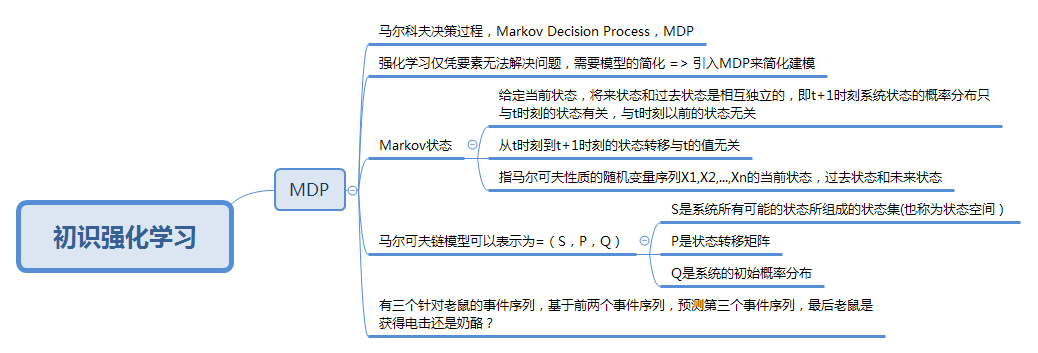 马尔科夫决策过程，Markov Decision Process，MDP
强化学习仅凭要素无法解决问题，需要模型的简化 => 引入MDP来简化建模
给定当前状态，将来状态和过去状态是相互独立的，即t+1时刻系统状态的概率分布只
与t时刻的状态有关，与t时刻以前的状态无关
Markov状态
从t时刻到t+1时刻的状态转移与t的值无关
指马尔可夫性质的随机变量序列X1,X2,...,Xn的当前状态，过去状态和未来状态
MDP
初识强化学习
S是系统所有可能的状态所组成的状态集(也称为状态空间）
马尔可夫链模型可以表示为=（S，P，Q）
P是状态转移矩阵
Q是系统的初始概率分布
有三个针对老鼠的事件序列，基于前两个事件序列，预测第三个事件序列，最后老鼠是
获得电击还是奶酪？